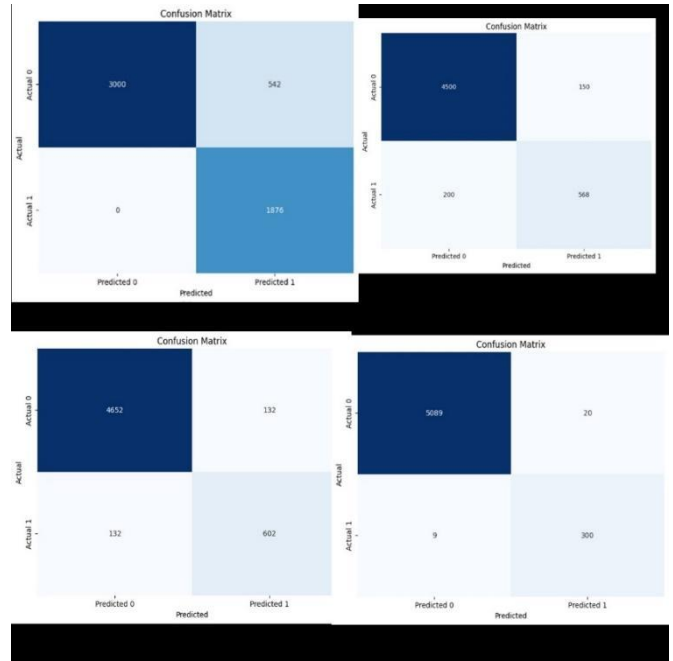 Confusion Matrix
Actual 0
3000
542
Actual
Actual 1
0
1876
Predicted 0
Predicted 1
Predicted
Confusion Matrix
Actual 0
4500
150
Actual
Actual 1
200
568
Predicted 0
Predicted 1
Predicted
Confusion Matrix
Actual 0
4652
132
Actual
Actual 1
132
602
Predicted 0
Predicted 1
Predicted
Confusion Matrix
Actual 0
5089
20
Actual
Actual 1
9
300
Predicted 0
Predicted 1
Predicted